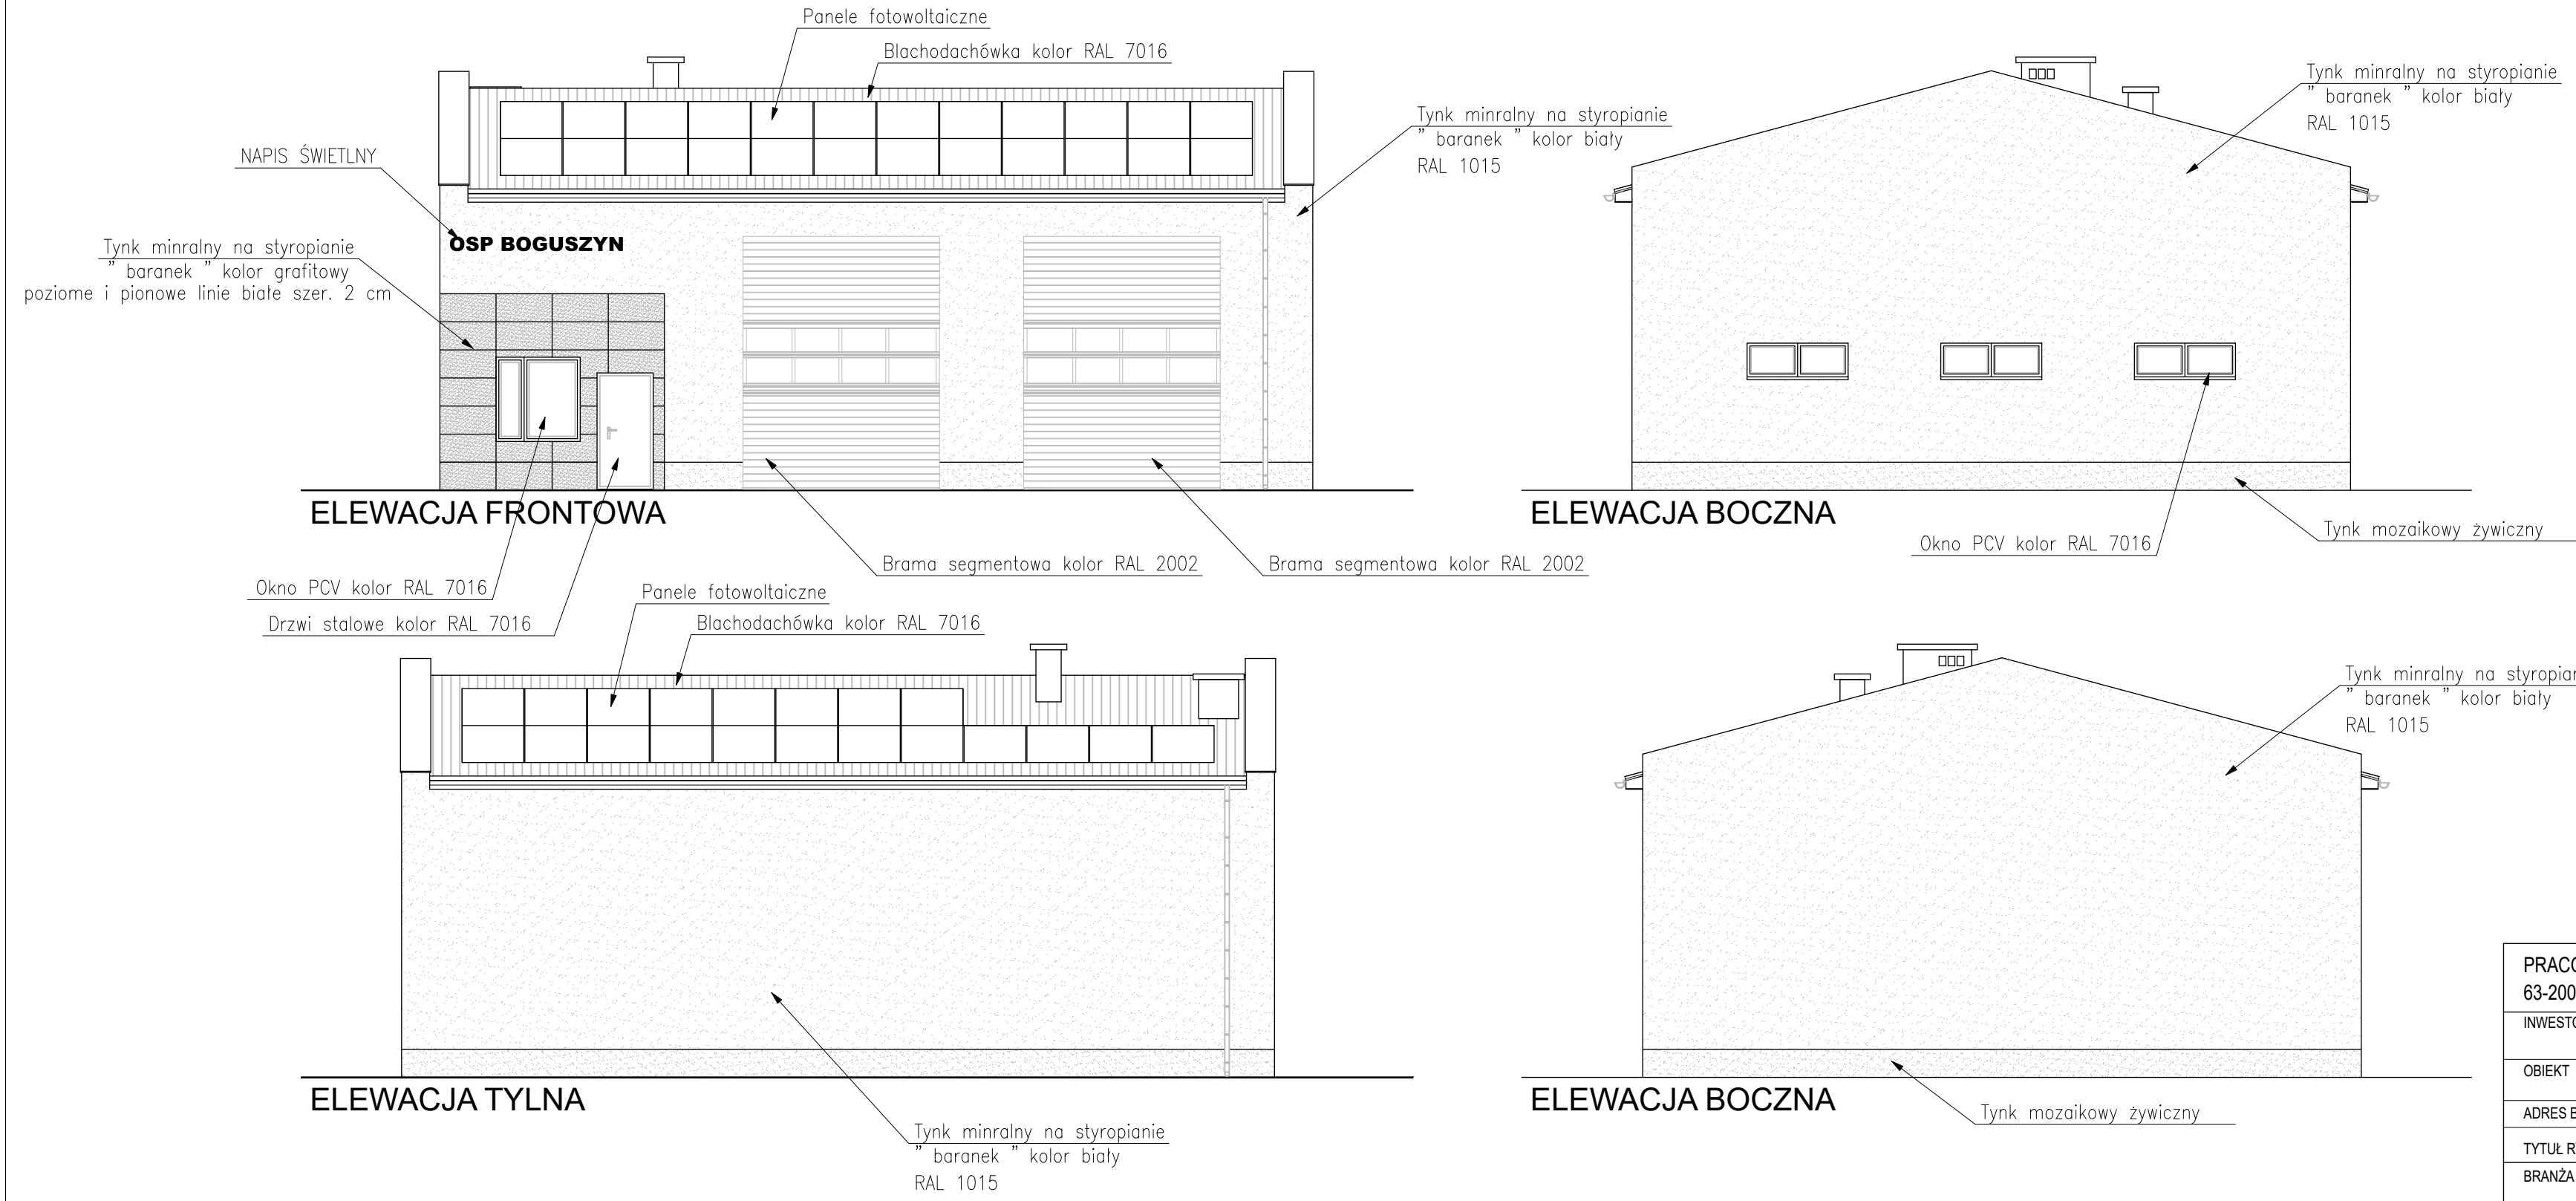 Panele fotowoltaiczne
Blachodachówka kolor RAL 7016
Tynk minralny na styropianie
" baranek " kolor biały
RAL 1015
NAPIS ŚWIETLNY
OSP BOGUSZYN
Tynk minralny na styropianie
" baranek " kolor grafitowy
poziome i pionowe linie białe szer. 2 cm
ELEWACJA FRONTOWA
Okno PCV kolor RAL 7016
Drzwi stalowe kolor RAL 7016
Brama segmentowa kolor RAL 2002
Brama segmentowa kolor RAL 2002
Tynk minralny na styropianie
" baranek " kolor biały
RAL 1015
ELEWACJA BOCZNA
Okno PCV kolor RAL 7016
Tynk mozaikowy żywiczny
Panele fotowoltaiczne
Blachodachówka kolor RAL 7016
ELEWACJA TYLNA
Tynk minralny na styropianie
" baranek " kolor biały
RAL 1015
Tynk minralny na styropian
" baranek " kolor biały
RAL 1015
ELEWACJA BOCZNA
Tynk mozaikowy żywiczny
63-200
OBIEKT
ADRES
TYTUŁ
BRANŻA